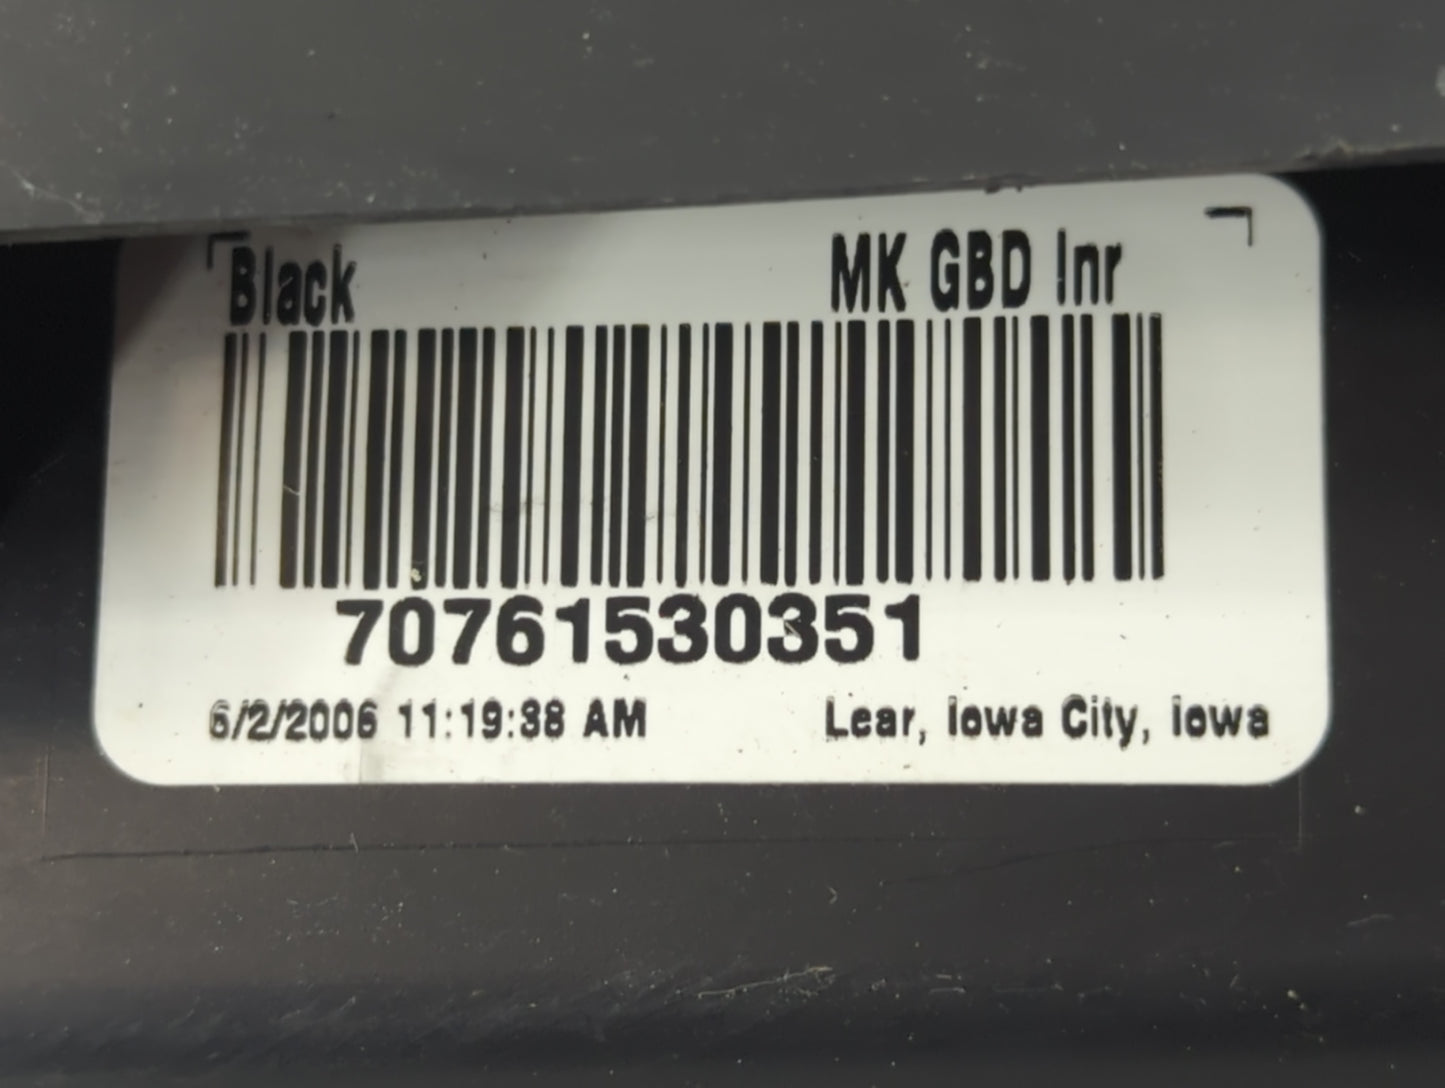 Black MK GBD Inr
70761530351
6/2/2006 11:19:38 AM Lear, Iowa City, Iowa